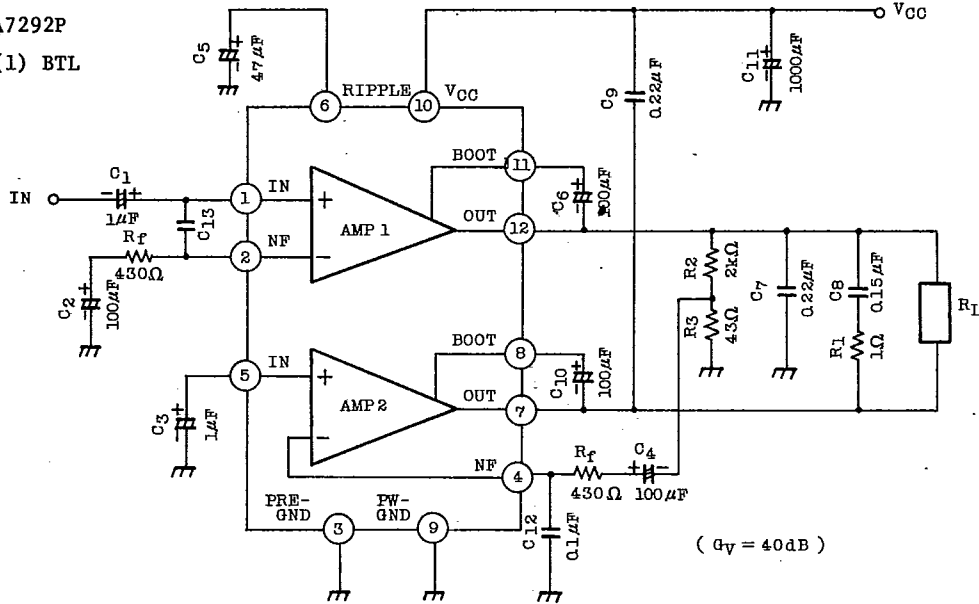 A7292P
(1) BTL
C5
47μF
6
RIPPLE
10
VCC
C9
0.22μF
C11
1000μF
VCC
IN
C1
1μF
C13
Rf
430Ω
C2
100μF
1
IN
2
NF
AMP 1
BOOT
11
OUT
12
C6
100μF
R2
2kΩ
R3
43Ω
C7
0.22μF
C8
0.15μF
R1
1Ω
RL
5
IN
C3
1μF
AMP 2
BOOT
8
OUT
7
C10
100μF
NF
4
Rf
430Ω
C4
100μF
C12
0.1μF
PRE-
GND
3
PW-
GND
9
( GV = 40dB )